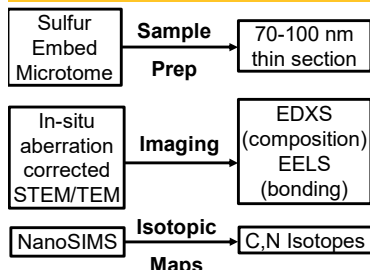 Sulfur
Embed
Microtome
Sample
Prep
70-100 nm
thin section
In-situ
aberration
corrected
STEM/TEM
Imaging
EDXS
(composition)
EELS
(bonding)
NanoSIMS
Isotopic
Maps
C,N Isotopes